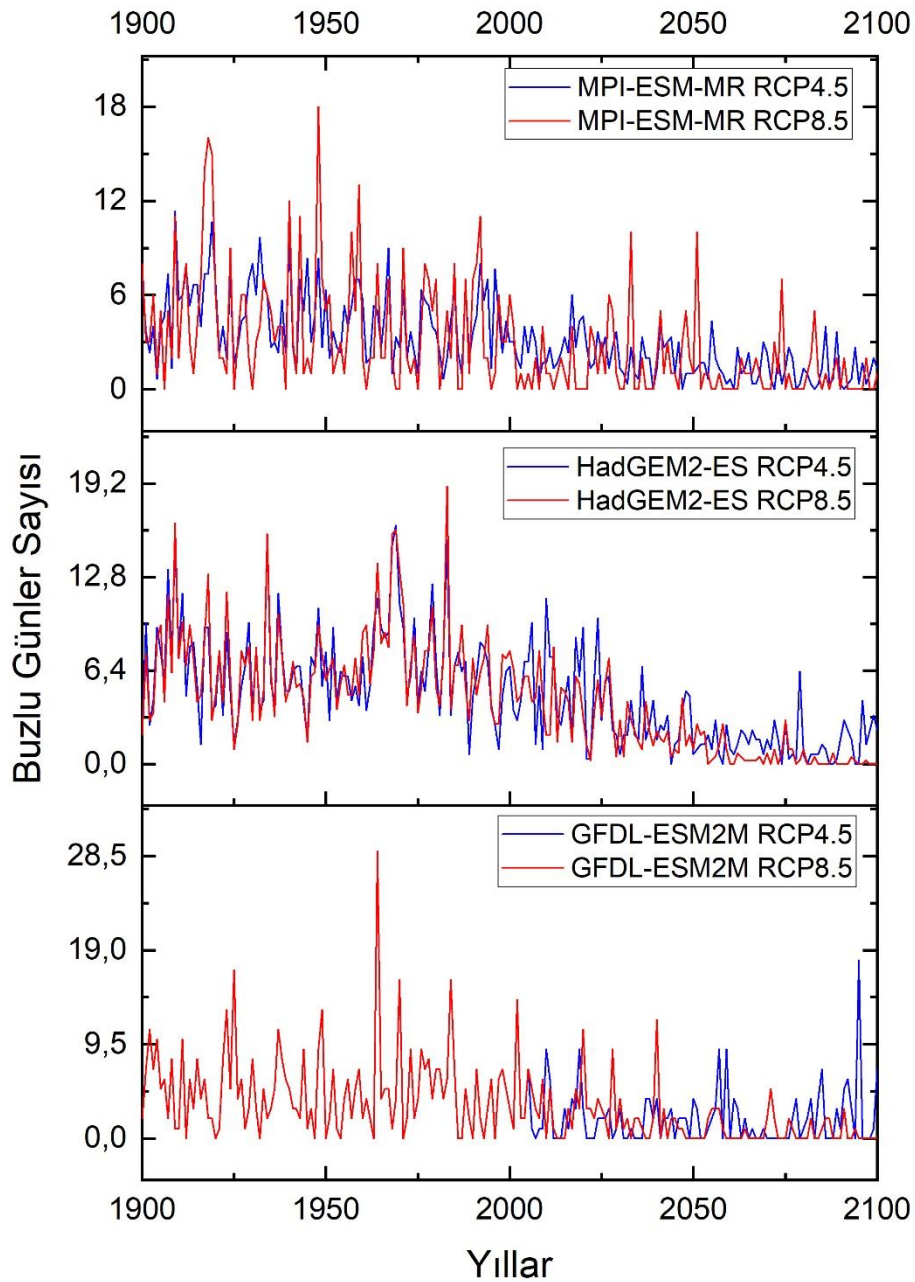 1900 1950 2000 2050 2100
MPI-ESM-MR RCP4.5
MPI-ESM-MR RCP8.5
18
12
6
0
HadGEM2-ES RCP4.5
HadGEM2-ES RCP8.5
19,2
12,8
6,4
0,0
Buzlu Günler Sayısı
GFDL-ESM2M RCP4.5
GFDL-ESM2M RCP8.5
28,5
19,0
9,5
0,0
1900 1950 2000 2050 2100
Yıllar